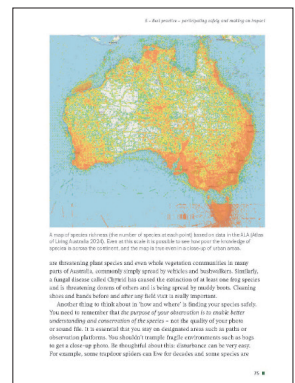 6 – Best practice – participating safely and making an impact
A map of species richness (the number of species at each point) based on data in the ALA (Atlas
of Living Australia 2024). Even at this scale it is possible to see how poor the knowledge of
species is across the continent, and the map is true even in a close-up of urban areas.
are threatening plant species and even whole vegetation communities in many
parts of Australia, commonly simply spread by vehicles and bushwalkers. Similarly,
a fungal disease called Chytrid has caused the extinction of at least one frog species
and is threatening dozens of others and is being spread by muddy boots. Cleaning
shoes and hands before and after any field visit is really important.
Another thing to think about in 'how and where' is finding your species safely.
You need to remember that the purpose of your observation is to enable better
understanding and conservation of the species – not the quality of your photo
or sound file. It is essential that you stay on designated areas such as paths or
observation platforms. You shouldn't trample fragile environments such as bogs
to get a close-up photo. Be thoughtful about this: disturbance can be very easy.
For example, some trapdoor spiders can live for decades and some species are
75